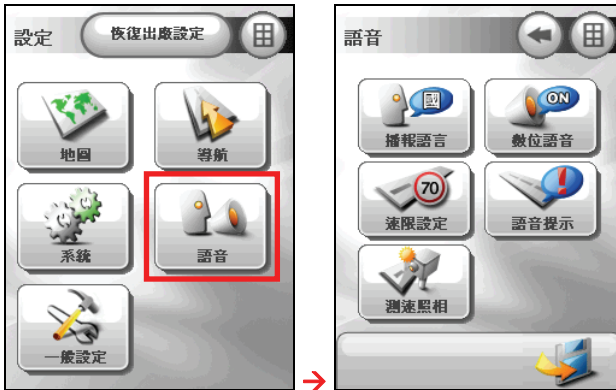 設定
恢復出廠設定
地圖
導航
系統
語音
一般設定
語音
播報語言
ON
數位語音
70
速限設定
語音提示
測速照相